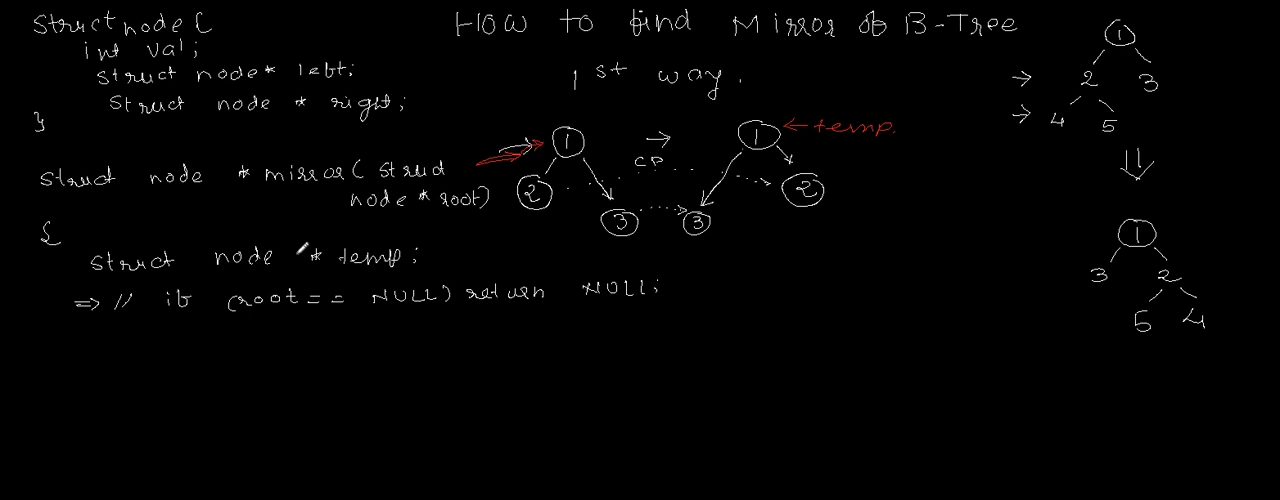 How to find Mirror of B-Tree
1st way.
Struct node {
int val;
struct node* left;
struct node * right;
}
struct node *mirror( struct
node * root)
{
struct node * temp;
=> // if (root == NULL) return NULL;
1
2
3
CP
1
← temp.
2
3
→ 1
2 3
→ 4 5
⇓
1
3 2
5 4